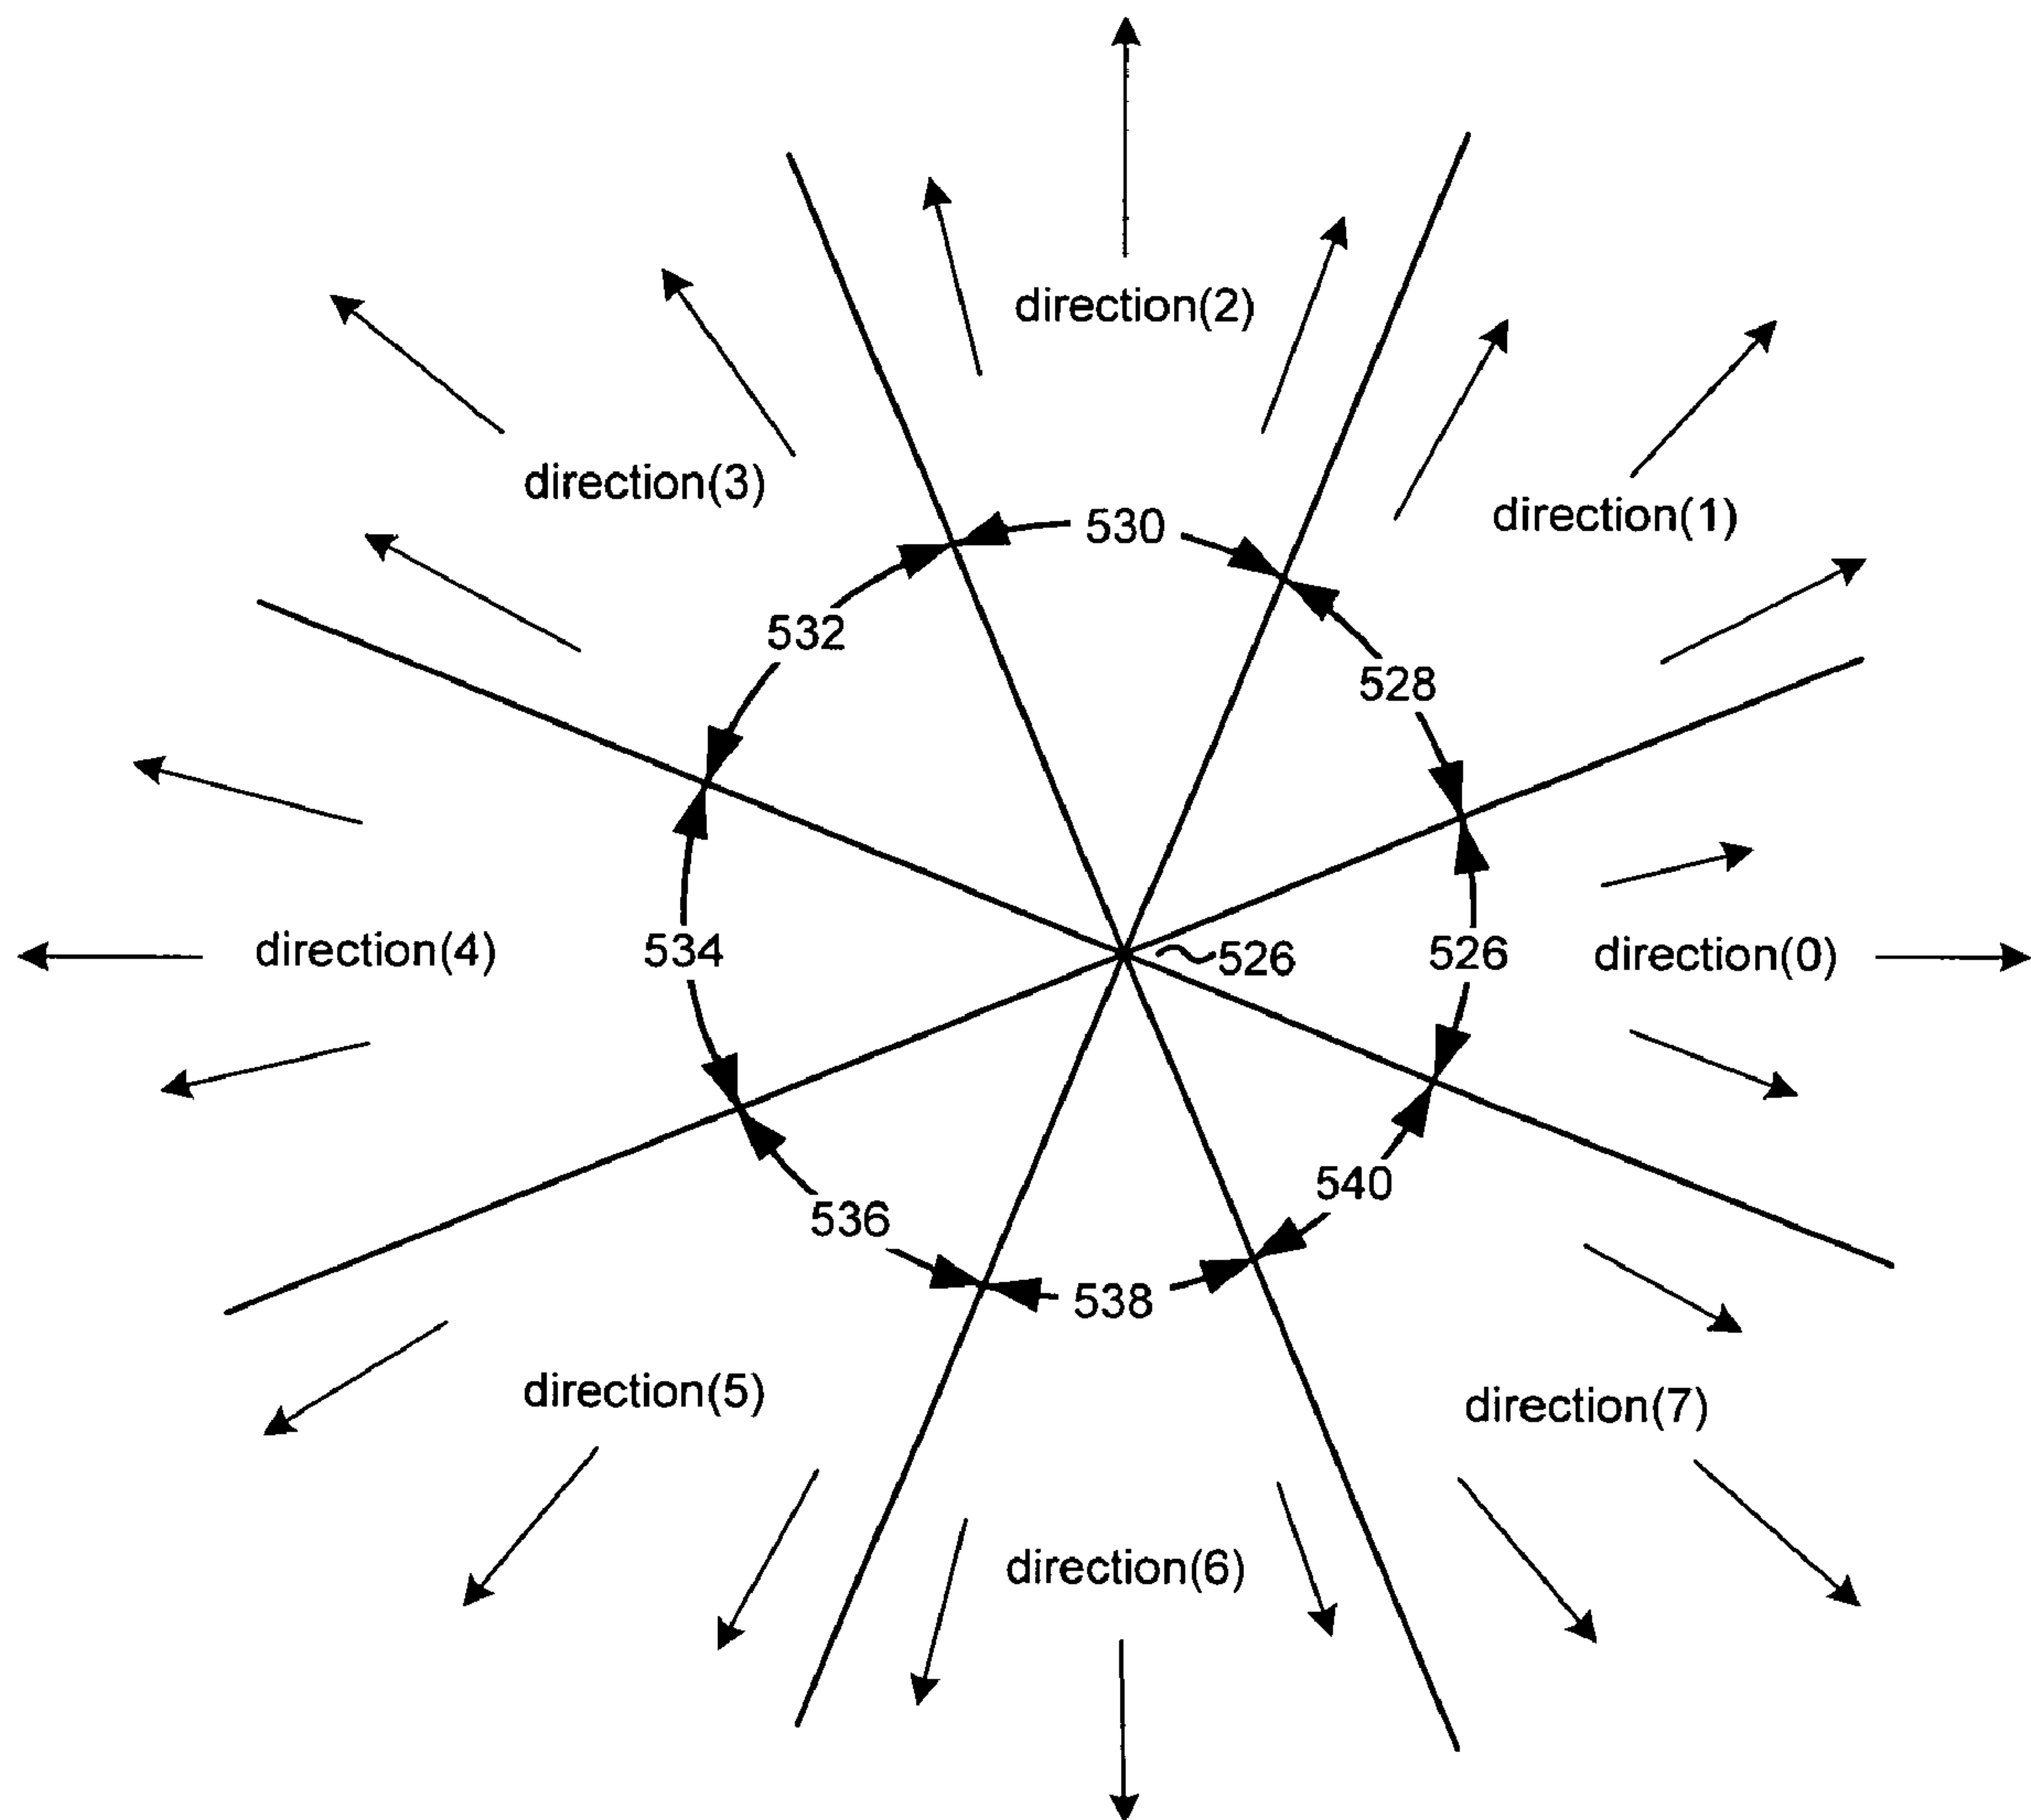 direction(2)
direction(3)
direction(1)
530
532
528
direction(4)
534
526
526
direction(0)
540
536
538
direction(5)
direction(7)
direction(6)